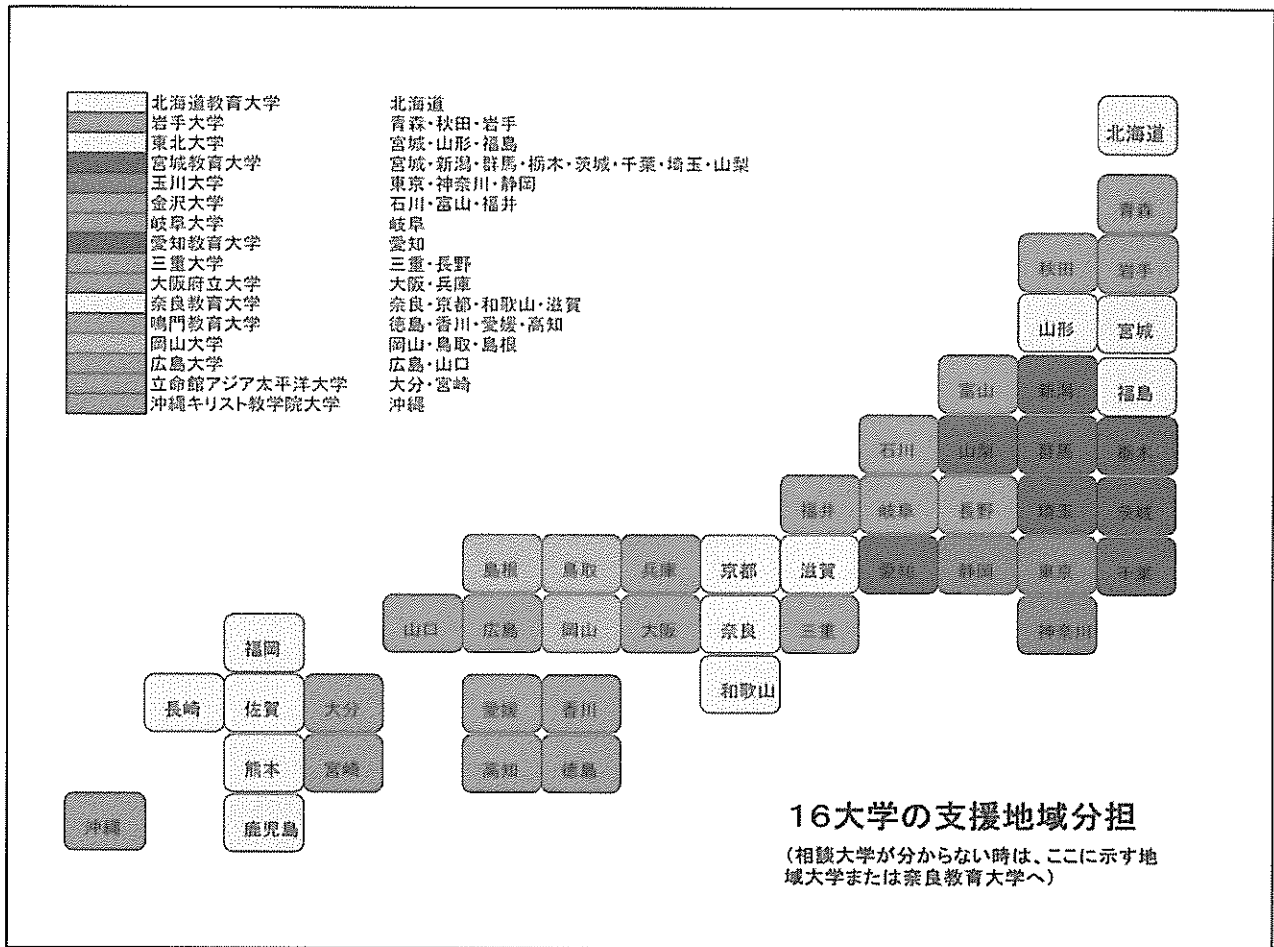 北海道教育大学 北海道
岩手大学 青森・秋田・岩手
東北大学 宮城・山形・福島
宮城教育大学 宮城・新潟・群馬・栃木・茨城・千葉・埼玉・山梨
玉川大学 東京・神奈川・静岡
金沢大学 石川・富山・福井
岐阜大学 岐阜
愛知教育大学 愛知
三重大学 三重・長野
大阪府立大学 大阪・兵庫
奈良教育大学 奈良・京都・和歌山・滋賀
鳴門教育大学 徳島・香川・愛媛・高知
岡山大学 岡山・鳥取・島根
広島大学 広島・山口
立命館アジア太平洋大学 大分・宮崎
沖縄キリスト教学院大学 沖縄
北海道
青森
秋田 岩手
山形 宮城
富山 新潟 福島
石川 山梨 群馬 栃木
福井 岐阜 長野 埼玉 茨城
島根 鳥取 兵庫 京都 滋賀 愛知 静岡 東京 千葉
山口 広島 岡山 大阪 奈良 三重 神奈川
福岡
和歌山
長崎 佐賀 大分 愛媛 香川
熊本 宮崎 高知 徳島
沖縄 鹿児島
16大学の支援地域分担
(相談大学が分からない時は、ここに示す地
域大学または奈良教育大学へ)